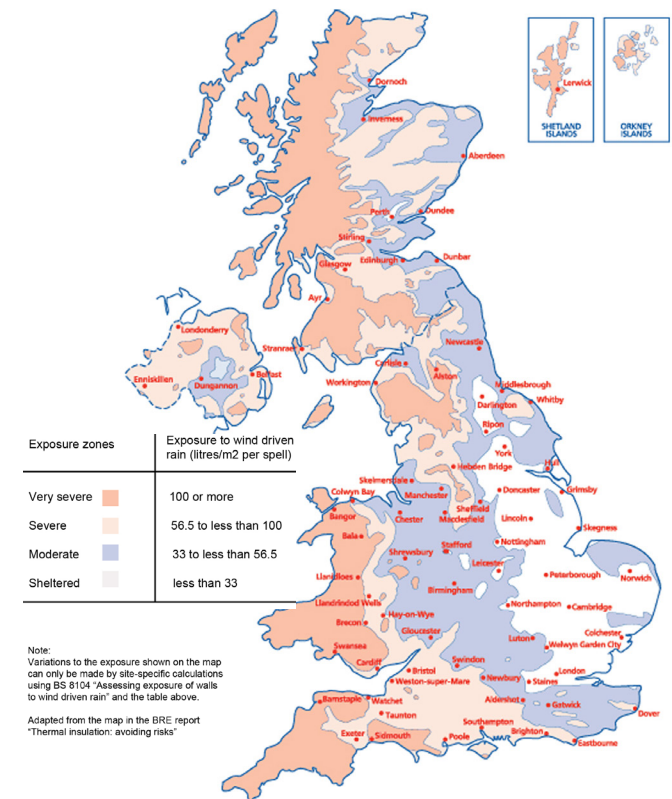 Dornoch
Lerwick
SHETLAND
ISLANDS
ORKNEY
ISLANDS
Inverness
Aberdeen
Perth
Dundee
Stirling
Edinburgh
Dunbar
Glasgow
Ayr
Londonderry
Stranraer
Newcastle
Carlisle
Enniskillen
Dungannon
Belfast
Workington
Alston
Middlesbrough
Darlington
Whitby
Ripon
York
Hebden Bridge
Hull
Exposure zones
Exposure to wind driven
rain (litres/m2 per spell)
Very severe
100 or more
Severe
56.5 to less than 100
Moderate
33 to less than 56.5
Sheltered
less than 33
Skelmersdale
Manchester
Doncaster
Grimsby
Colwyn Bay
Sheffield
Bangor
Chester
Macclesfield
Lincoln
Skegness
Bala
Stafford
Nottingham
Shrewsbury
Leicester
Llanidloes
Peterborough
Norwich
Birmingham
Llandrindod Wells
Northampton
Cambridge
Hay-on-Wye
Brecon
Gloucester
Colchester
Luton
Welwyn Garden City
Swansea
Cardiff
Swindon
Bristol
London
Newbury
Staines
Weston-super-Mare
Barnstaple
Watchet
Aldershot
Gatwick
Taunton
Dover
Southampton
Exeter
Sidmouth
Poole
Brighton
Eastbourne
Note:
Variations to the exposure shown on the map
can only be made by site-specific calculations
using BS 8104 “Assessing exposure of walls
to wind driven rain” and the table above.
Adapted from the map in the BRE report
“Thermal insulation: avoiding risks”